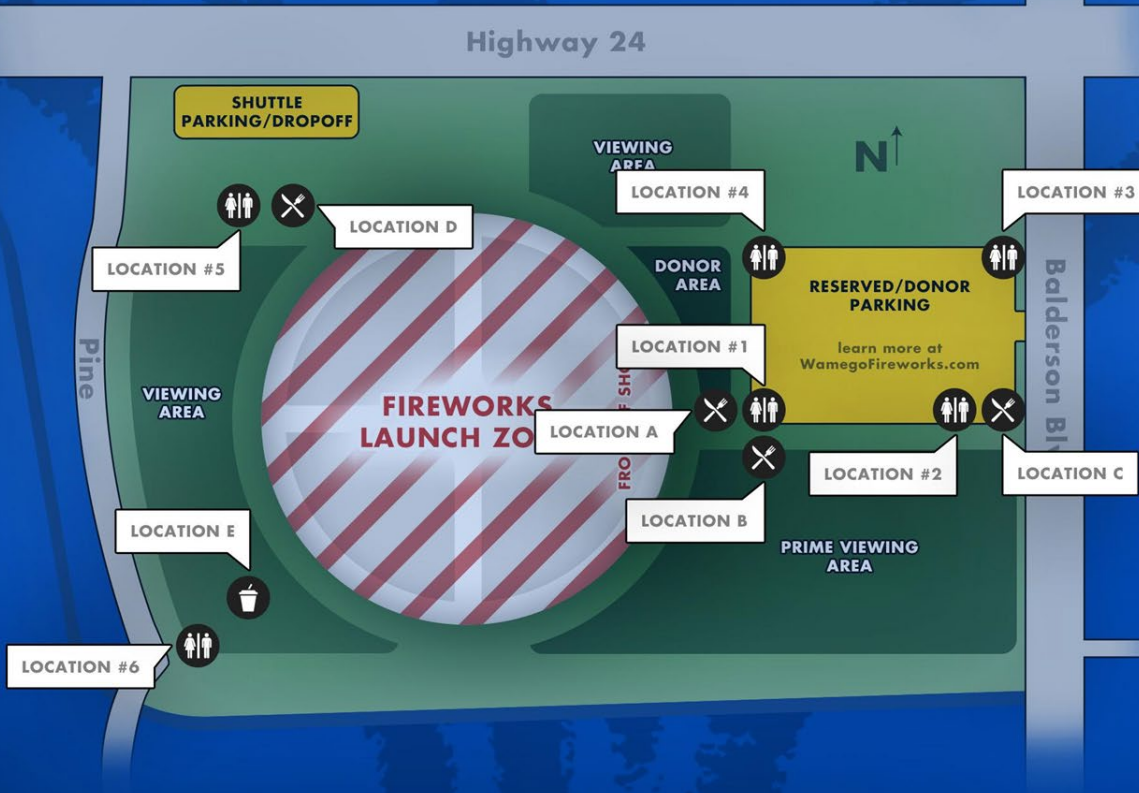 Highway 24
SHUTTLE
PARKING/DROPOFF
VIEWING
AREA
N
LOCATION #4
LOCATION #3
LOCATION D
LOCATION #5
DONOR
AREA
RESERVED/DONOR
PARKING
learn more at
WamegoFireworks.com
Balderson Blv
Pine
LOCATION #1
VIEWING
AREA
FIREWORKS
LAUNCH ZO
LOCATION A
LOCATION #2
LOCATION C
LOCATION B
LOCATION E
PRIME VIEWING
AREA
LOCATION #6